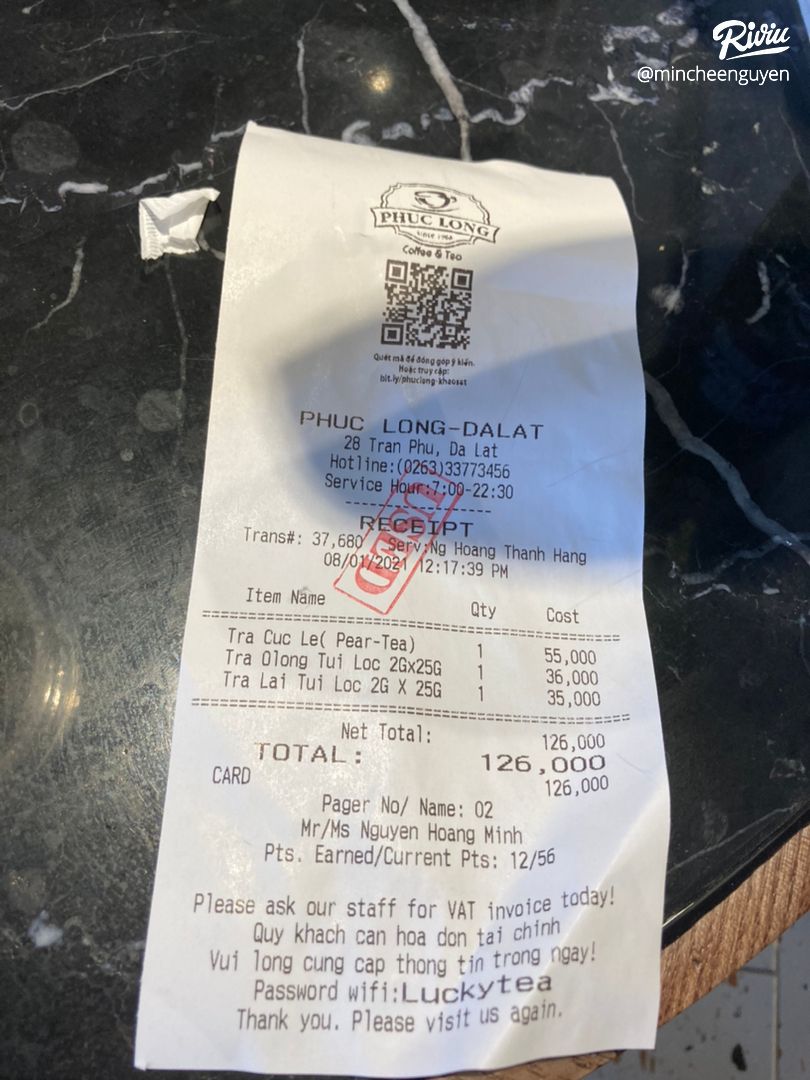 Riviu
@mincheenguyen
PHUC LONG
SINCE 1968
Coffee & Tea
Quét mã để đóng góp ý kiến.
Hoặc truy cập:
bit.ly/phuclong-khaosat
PHUC LONG-DALAT
28 Tran Phu, Da Lat
Hotline:(0263)33773456
Service Hour:7:00-22:30
RECEIPT
Trans#: 37,680 Serv:Ng Hoang Thanh Hang
08/01/2021 12:17:39 PM
USED
Item Name Qty Cost
Tra Cuc Le( Pear-Tea) 1 55,000
Tra Olong Tui Loc 2Gx25G 1 36,000
Tra Lai Tui Loc 2G X 25G 1 35,000
Net Total: 126,000
TOTAL: 126,000
CARD 126,000
Pager No/ Name: 02
Mr/Ms Nguyen Hoang Minh
Pts. Earned/Current Pts: 12/56
Please ask our staff for VAT invoice today!
Quy khach can hoa don tai chinh
Vui long cung cap thong tin trong ngay!
Password wifi:Luckytea
Thank you. Please visit us again.